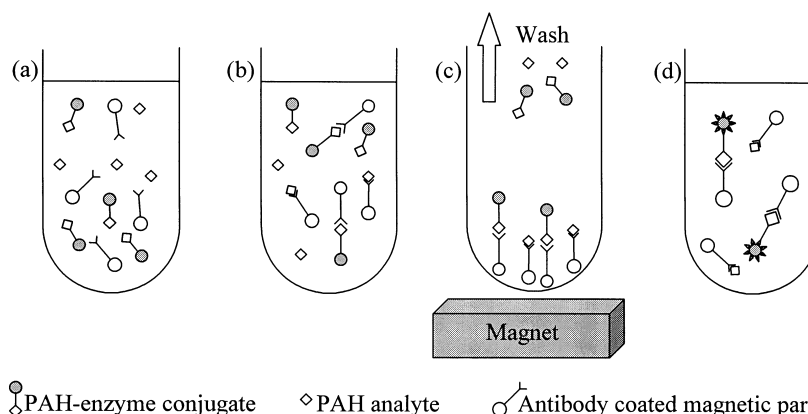 (a)
(b)
Wash
(c)
(d)
Magnet
PAH-enzyme conjugate
PAH analyte
Antibody coated magnetic par